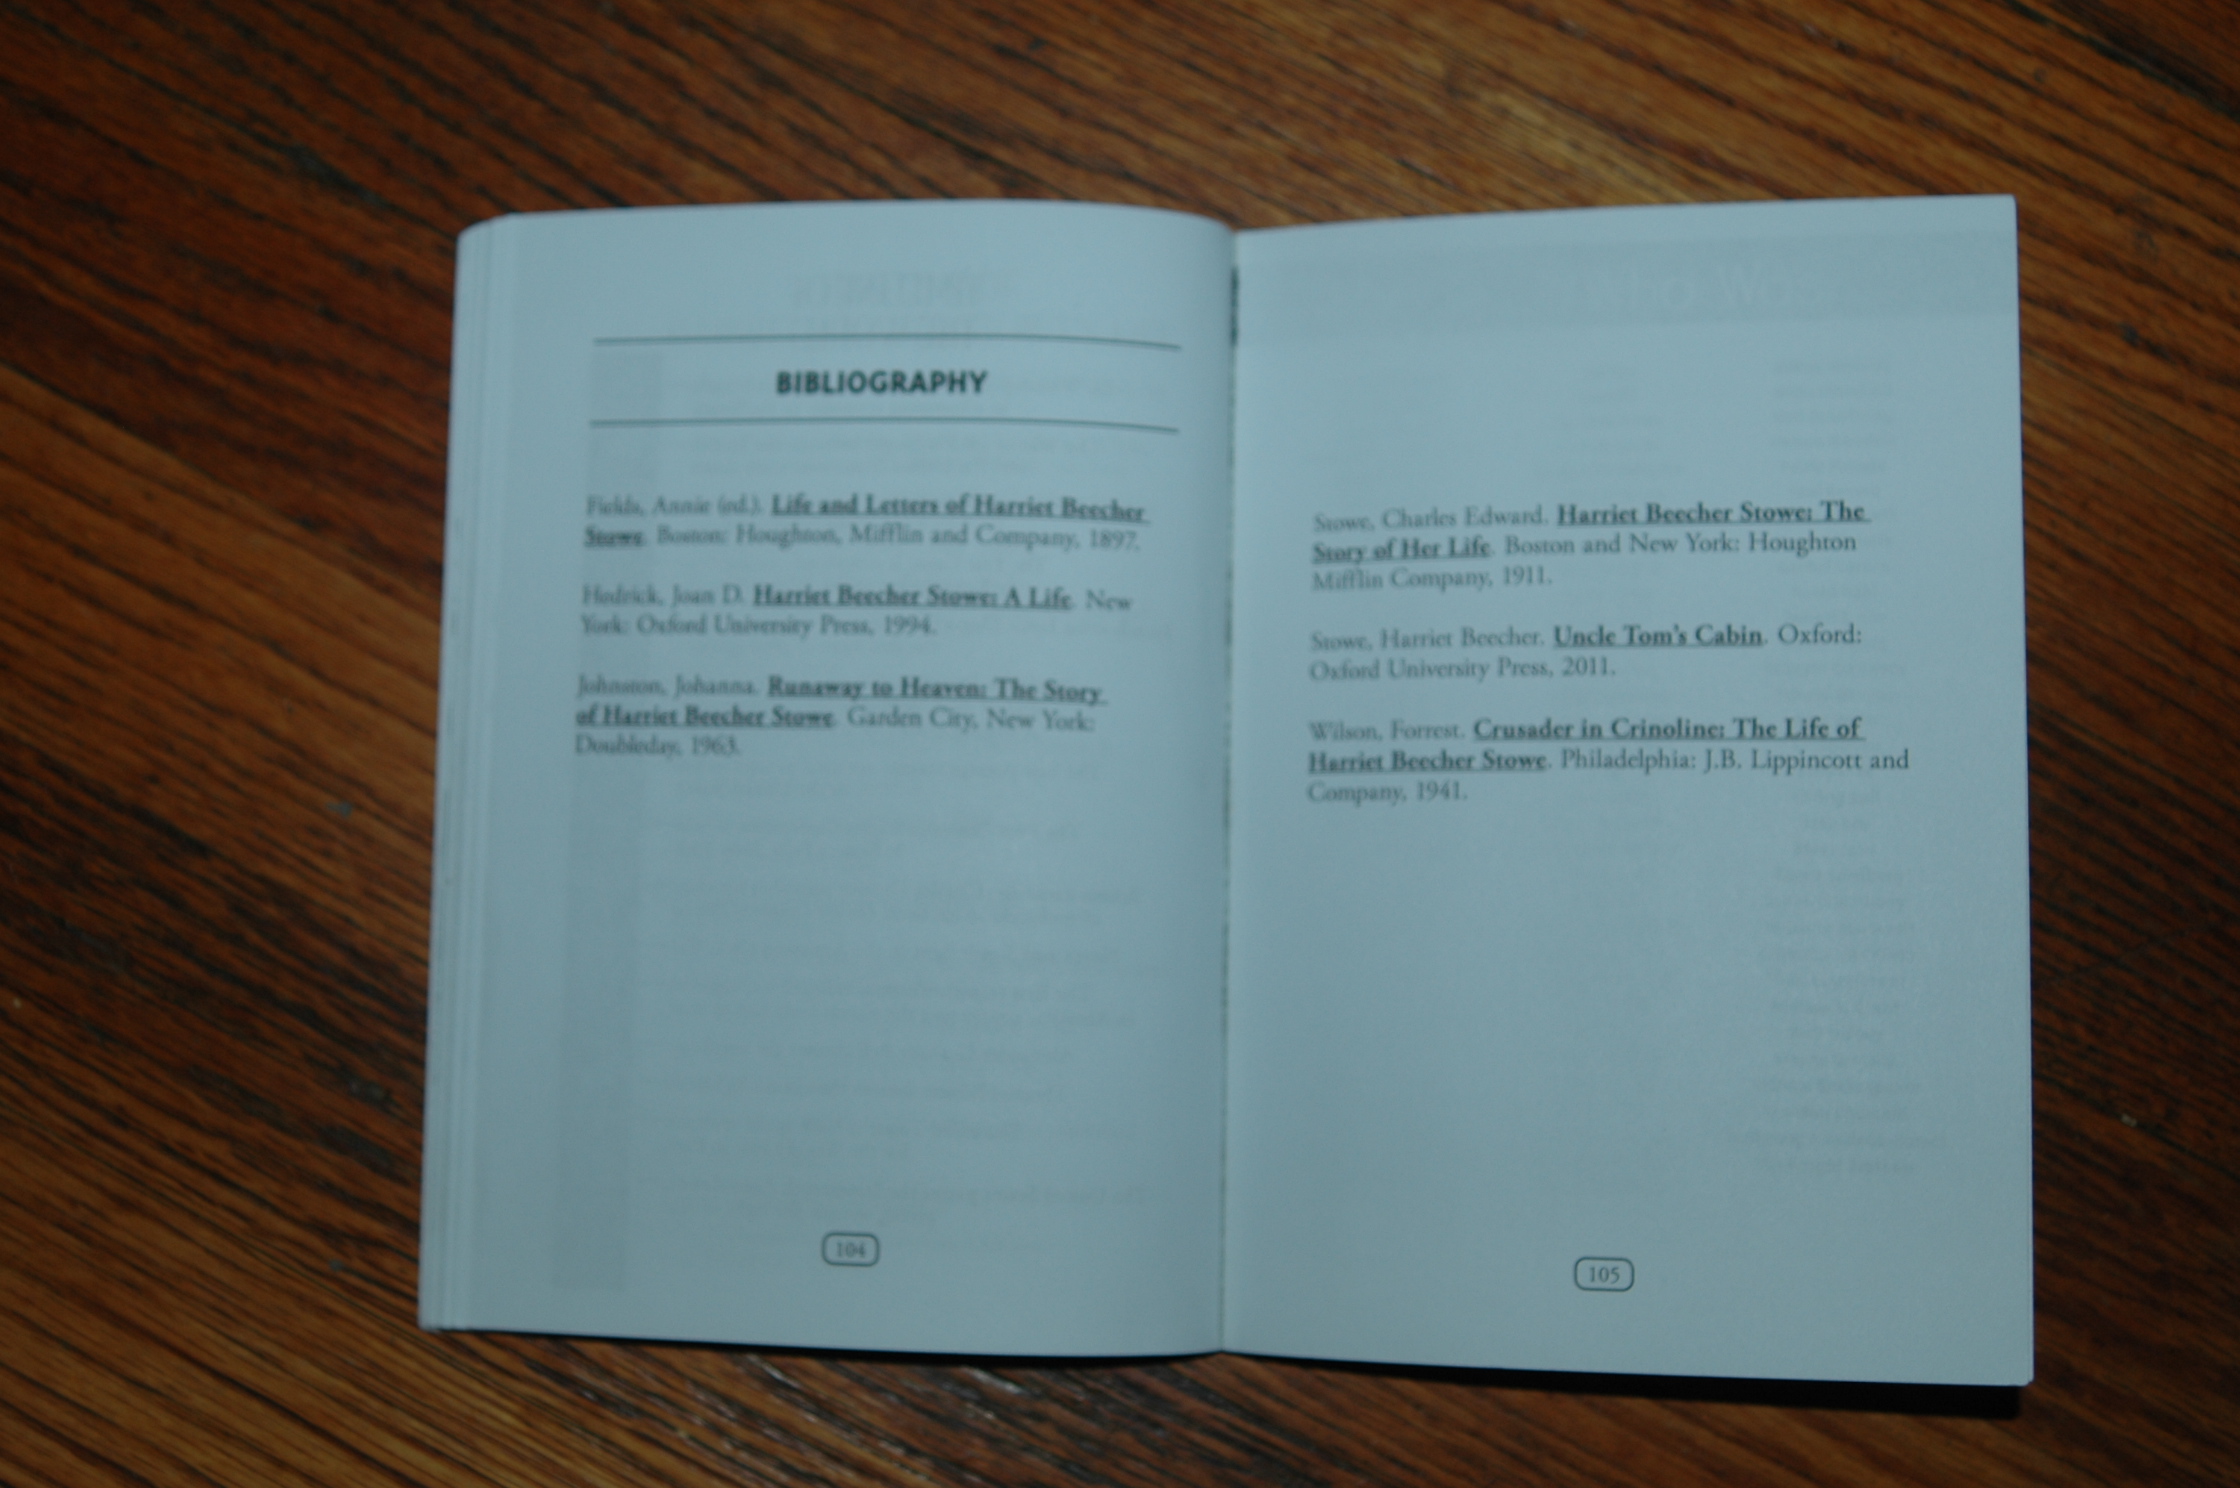 BIBLIOGRAPHY
Fields, Annie (ed.). Life and Letters of Harriet Beecher
Stowe. Boston: Houghton, Mifflin and Company, 1897.
Hedrick, Joan D. Harriet Beecher Stowe: A Life. New
York: Oxford University Press, 1994.
Johnston, Johanna. Runaway to Heaven: The Story
of Harriet Beecher Stowe. Garden City, New York:
Doubleday, 1963.
104
Stowe, Charles Edward. Harriet Beecher Stowe: The
Story of Her Life. Boston and New York: Houghton
Mifflin Company, 1911.
Stowe, Harriet Beecher. Uncle Tom's Cabin. Oxford:
Oxford University Press, 2011.
Wilson, Forrest. Crusader in Crinoline: The Life of
Harriet Beecher Stowe. Philadelphia: J.B. Lippincott and
Company, 1941.
105